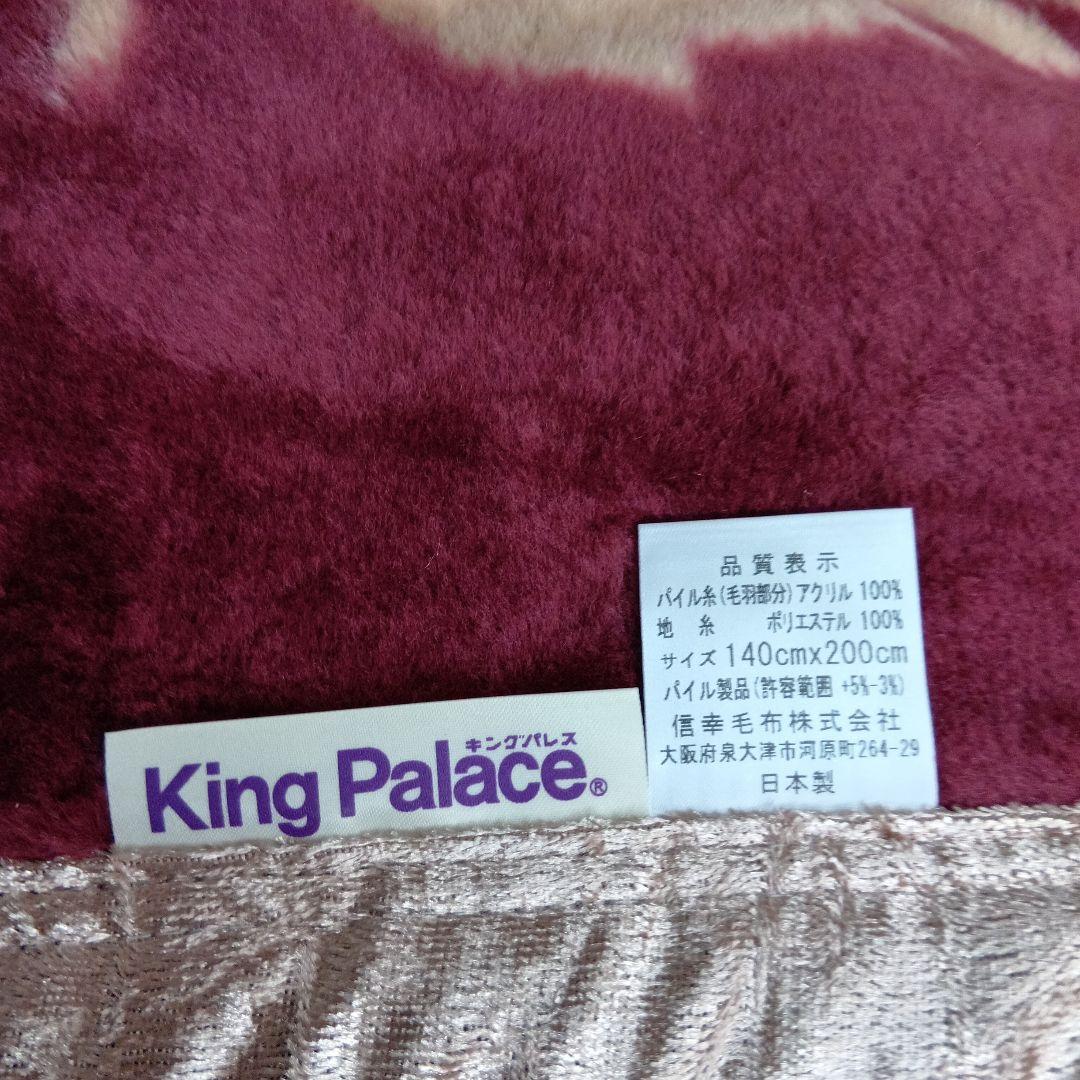 キングパレス
King Palace®
品質表示
パイル糸(毛羽部分)アクリル 100%
地 糸 ポリエステル 100%
サイズ 140cmx200cm
パイル製品(許容範囲 +5%-3%)
信幸毛布株式会社
大阪府泉大津市河原町264-29
日本製